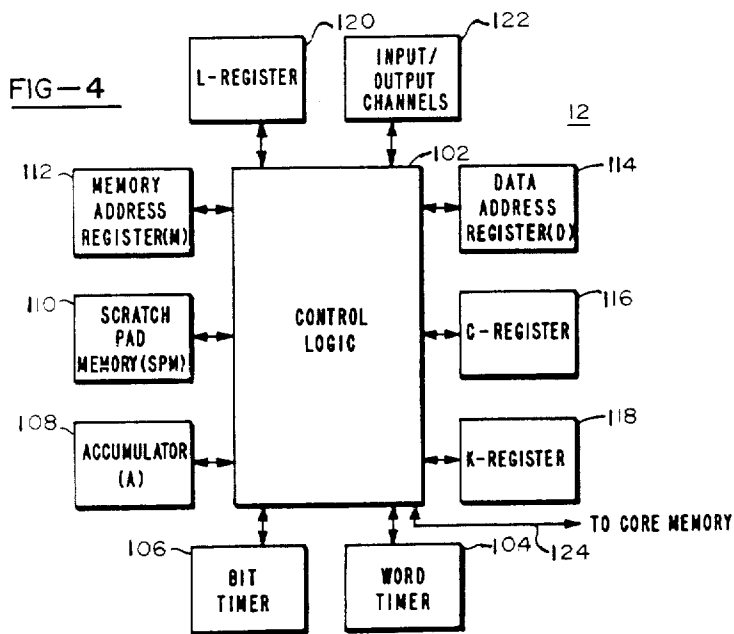 120
122
FIG-4
L-REGISTER
INPUT/
OUTPUT
CHANNELS
12
102
112
MEMORY
ADDRESS
REGISTER(M)
114
DATA
ADDRESS
REGISTER(D)
110
SCRATCH
PAD
MEMORY(SPM)
CONTROL
LOGIC
116
C-REGISTER
108
ACCUMULATOR
(A)
118
K-REGISTER
TO CORE MEMORY
124
106
BIT
TIMER
104
WORD
TIMER